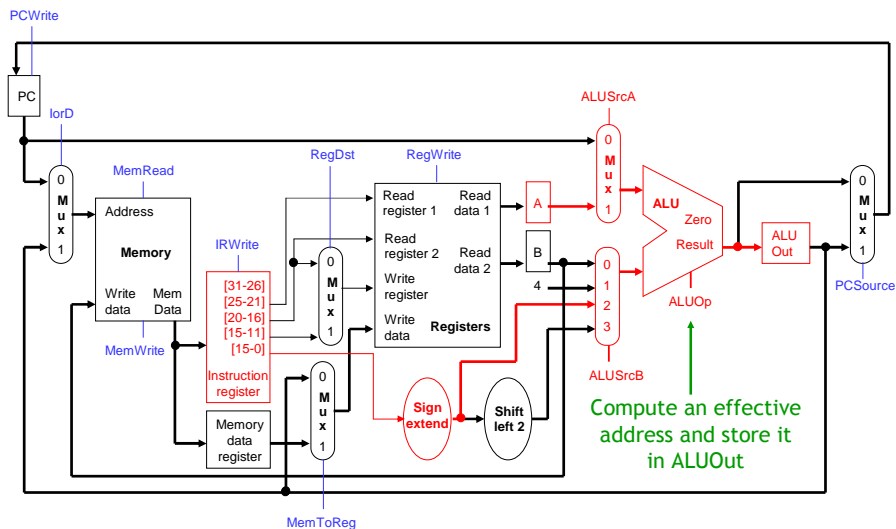 PCWrite
PC
IorD
0
M
u
x
1
MemRead
Address
Memory
Write
data
Mem
Data
MemWrite
IRWrite
[31-26]
[25-21]
[20-16]
[15-11]
[15-0]
Instruction
register
Memory
data
register
RegDst
0
M
u
x
1
0
M
u
x
1
MemToReg
RegWrite
Read
register 1
Read
data 1
Read
register 2
Read
data 2
Write
register
Write
data
Registers
Sign
extend
Shift
left 2
A
B
4
ALUSrcA
0
M
u
x
1
0
1
2
3
ALUSrcB
ALU
Zero
Result
ALUOp
ALU
Out
0
M
u
x
1
PCSource
Compute an effective
address and store it
in ALUOut